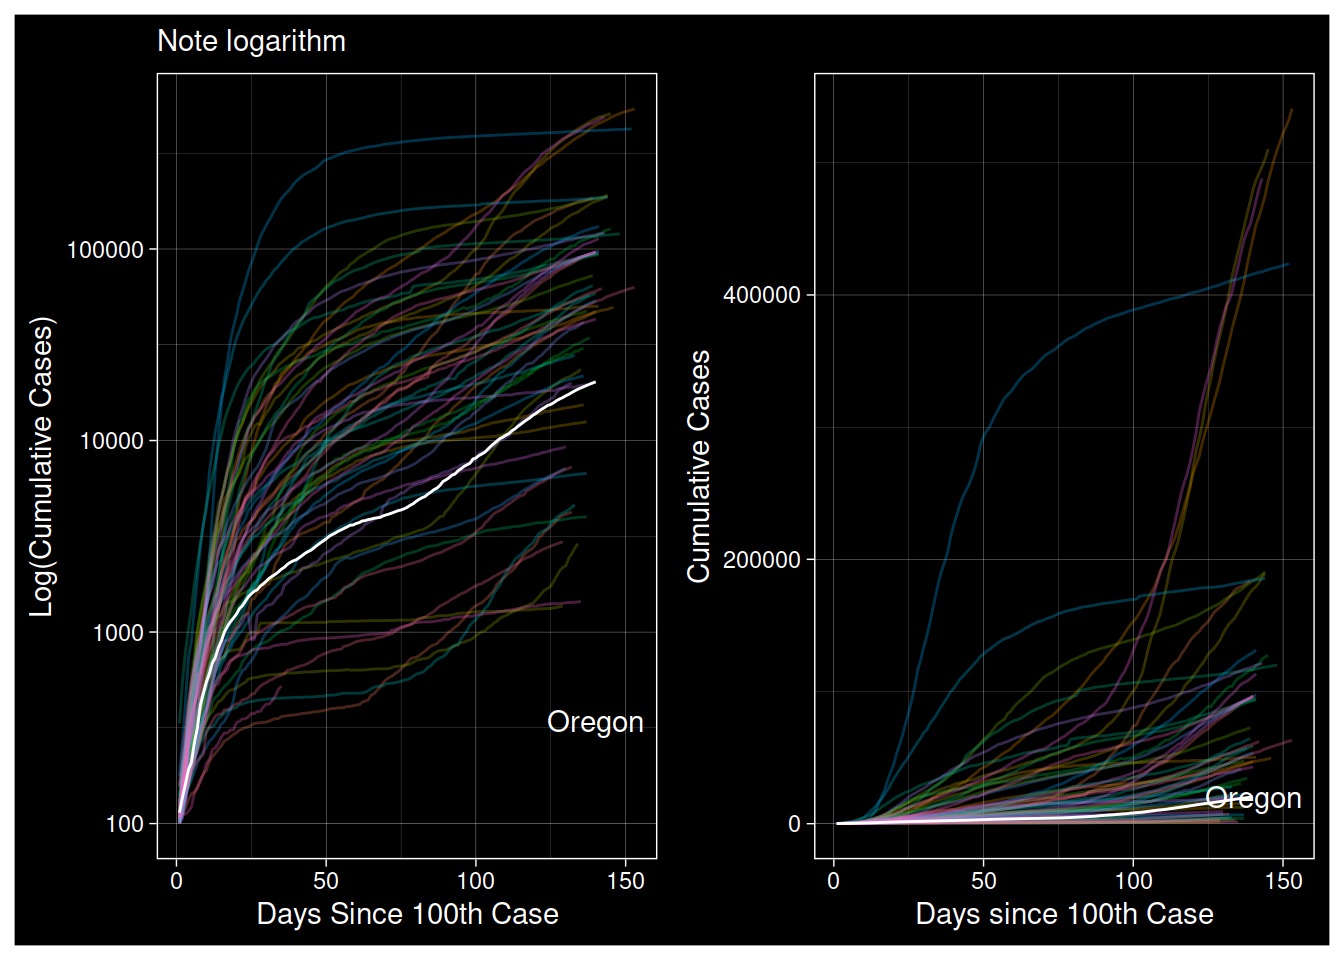 Note logarithm
Log(Cumulative Cases)
100000
10000
1000
100
Oregon
0 50 100 150
Days Since 100th Case
Cumulative Cases
400000
200000
0
Oregon
0 50 100 150
Days since 100th Case